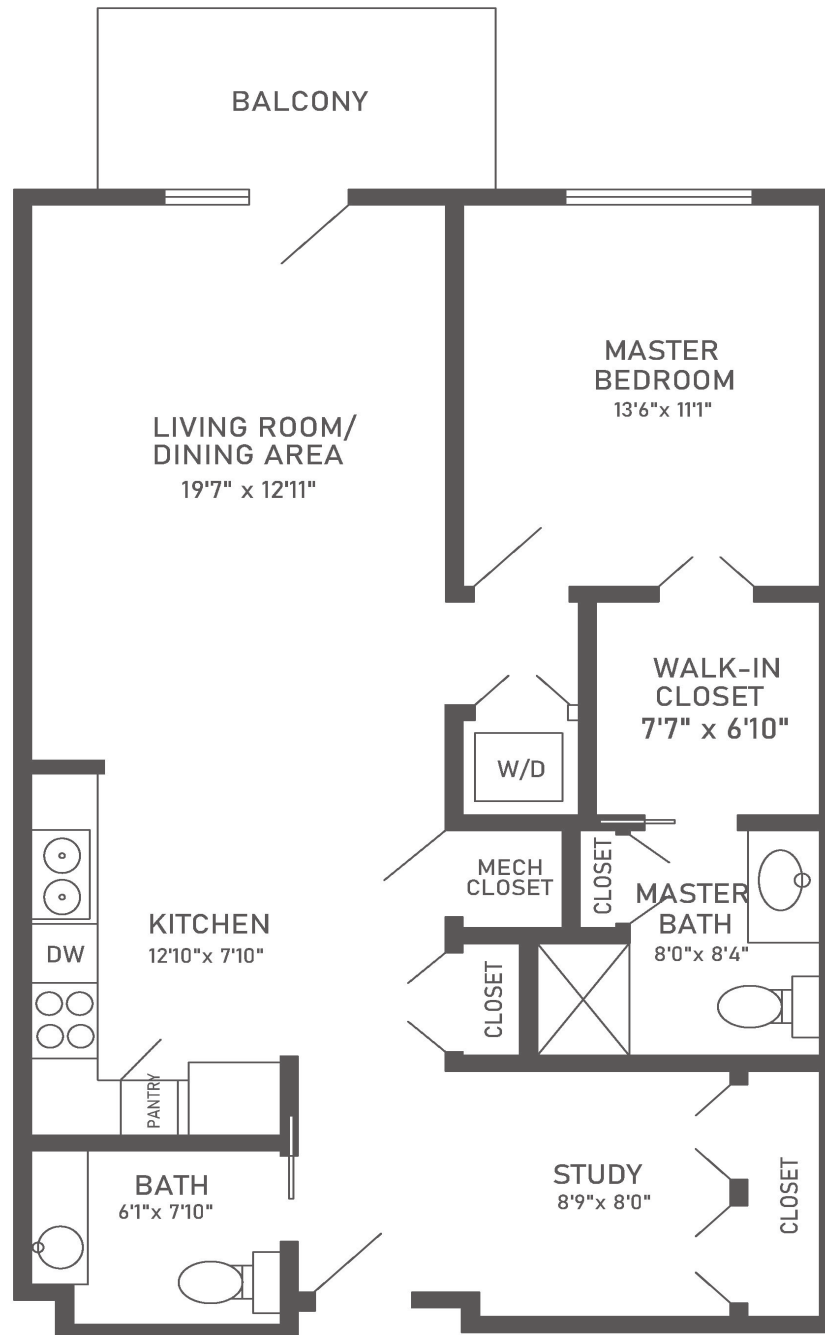 BALCONY
MASTER
BEDROOM
13'6"x 11'1"
LIVING ROOM/
DINING AREA
19'7" x 12'11"
WALK-IN
CLOSET
7'7" x 6'10"
W/D
MECH
CLOSET
CLOSET
MASTER
BATH
8'0"x 8'4"
KITCHEN
12'10"x 7'10"
DW
CLOSET
PANTRY
BATH
6'1"x 7'10"
STUDY
8'9"x 8'0"
CLOSET